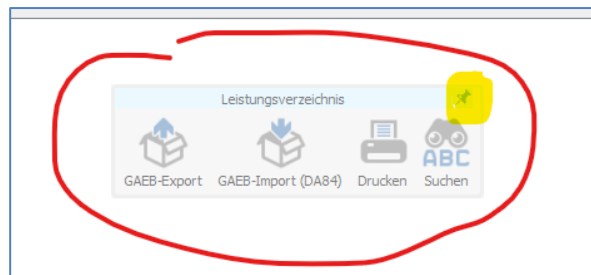 Leistungsverzeichnis
ABC
GAEB-Export GAEB-Import (DA84) Drucken Suchen